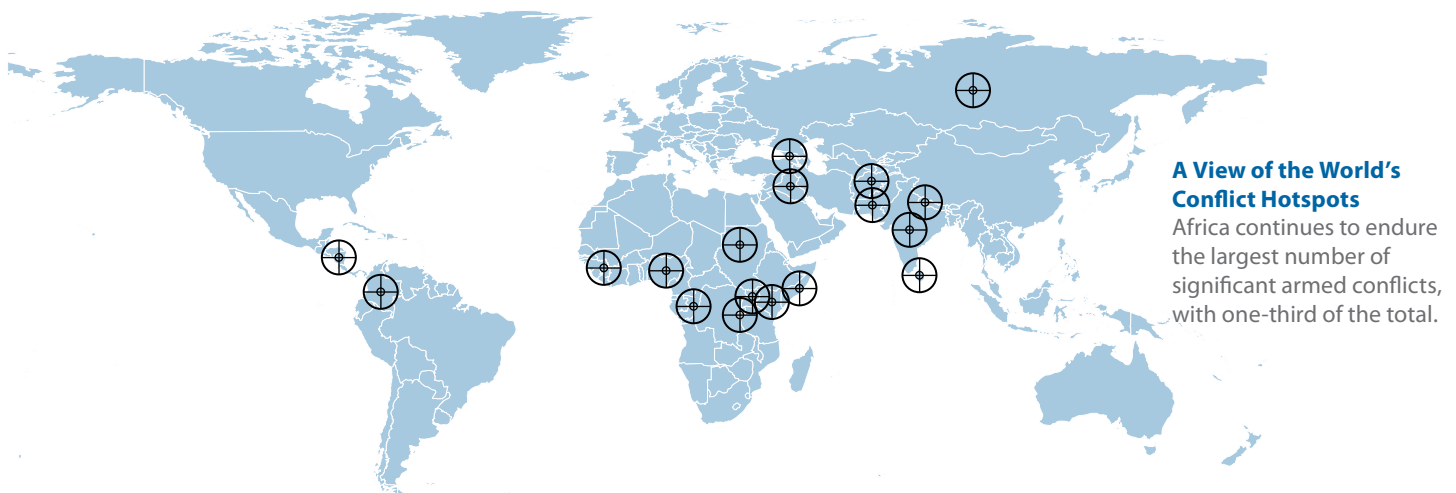 A View of the World's
Conflict Hotspots
Africa continues to endure
the largest number of
significant armed conflicts,
with one-third of the total.